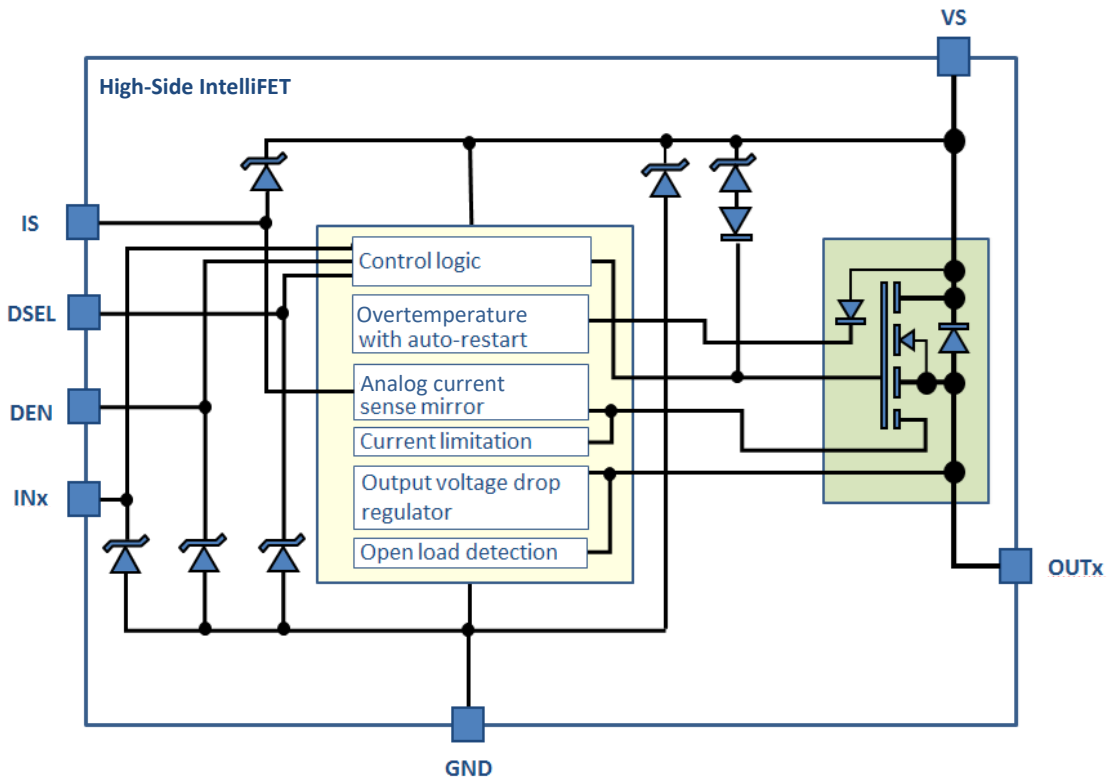 VS
High-Side IntelliFET
IS
DSEL
DEN
INx
Control logic
Overtemperature
with auto-restart
Analog current
sense mirror
Current limitation
Output voltage drop
regulator
Open load detection
OUTx
GND